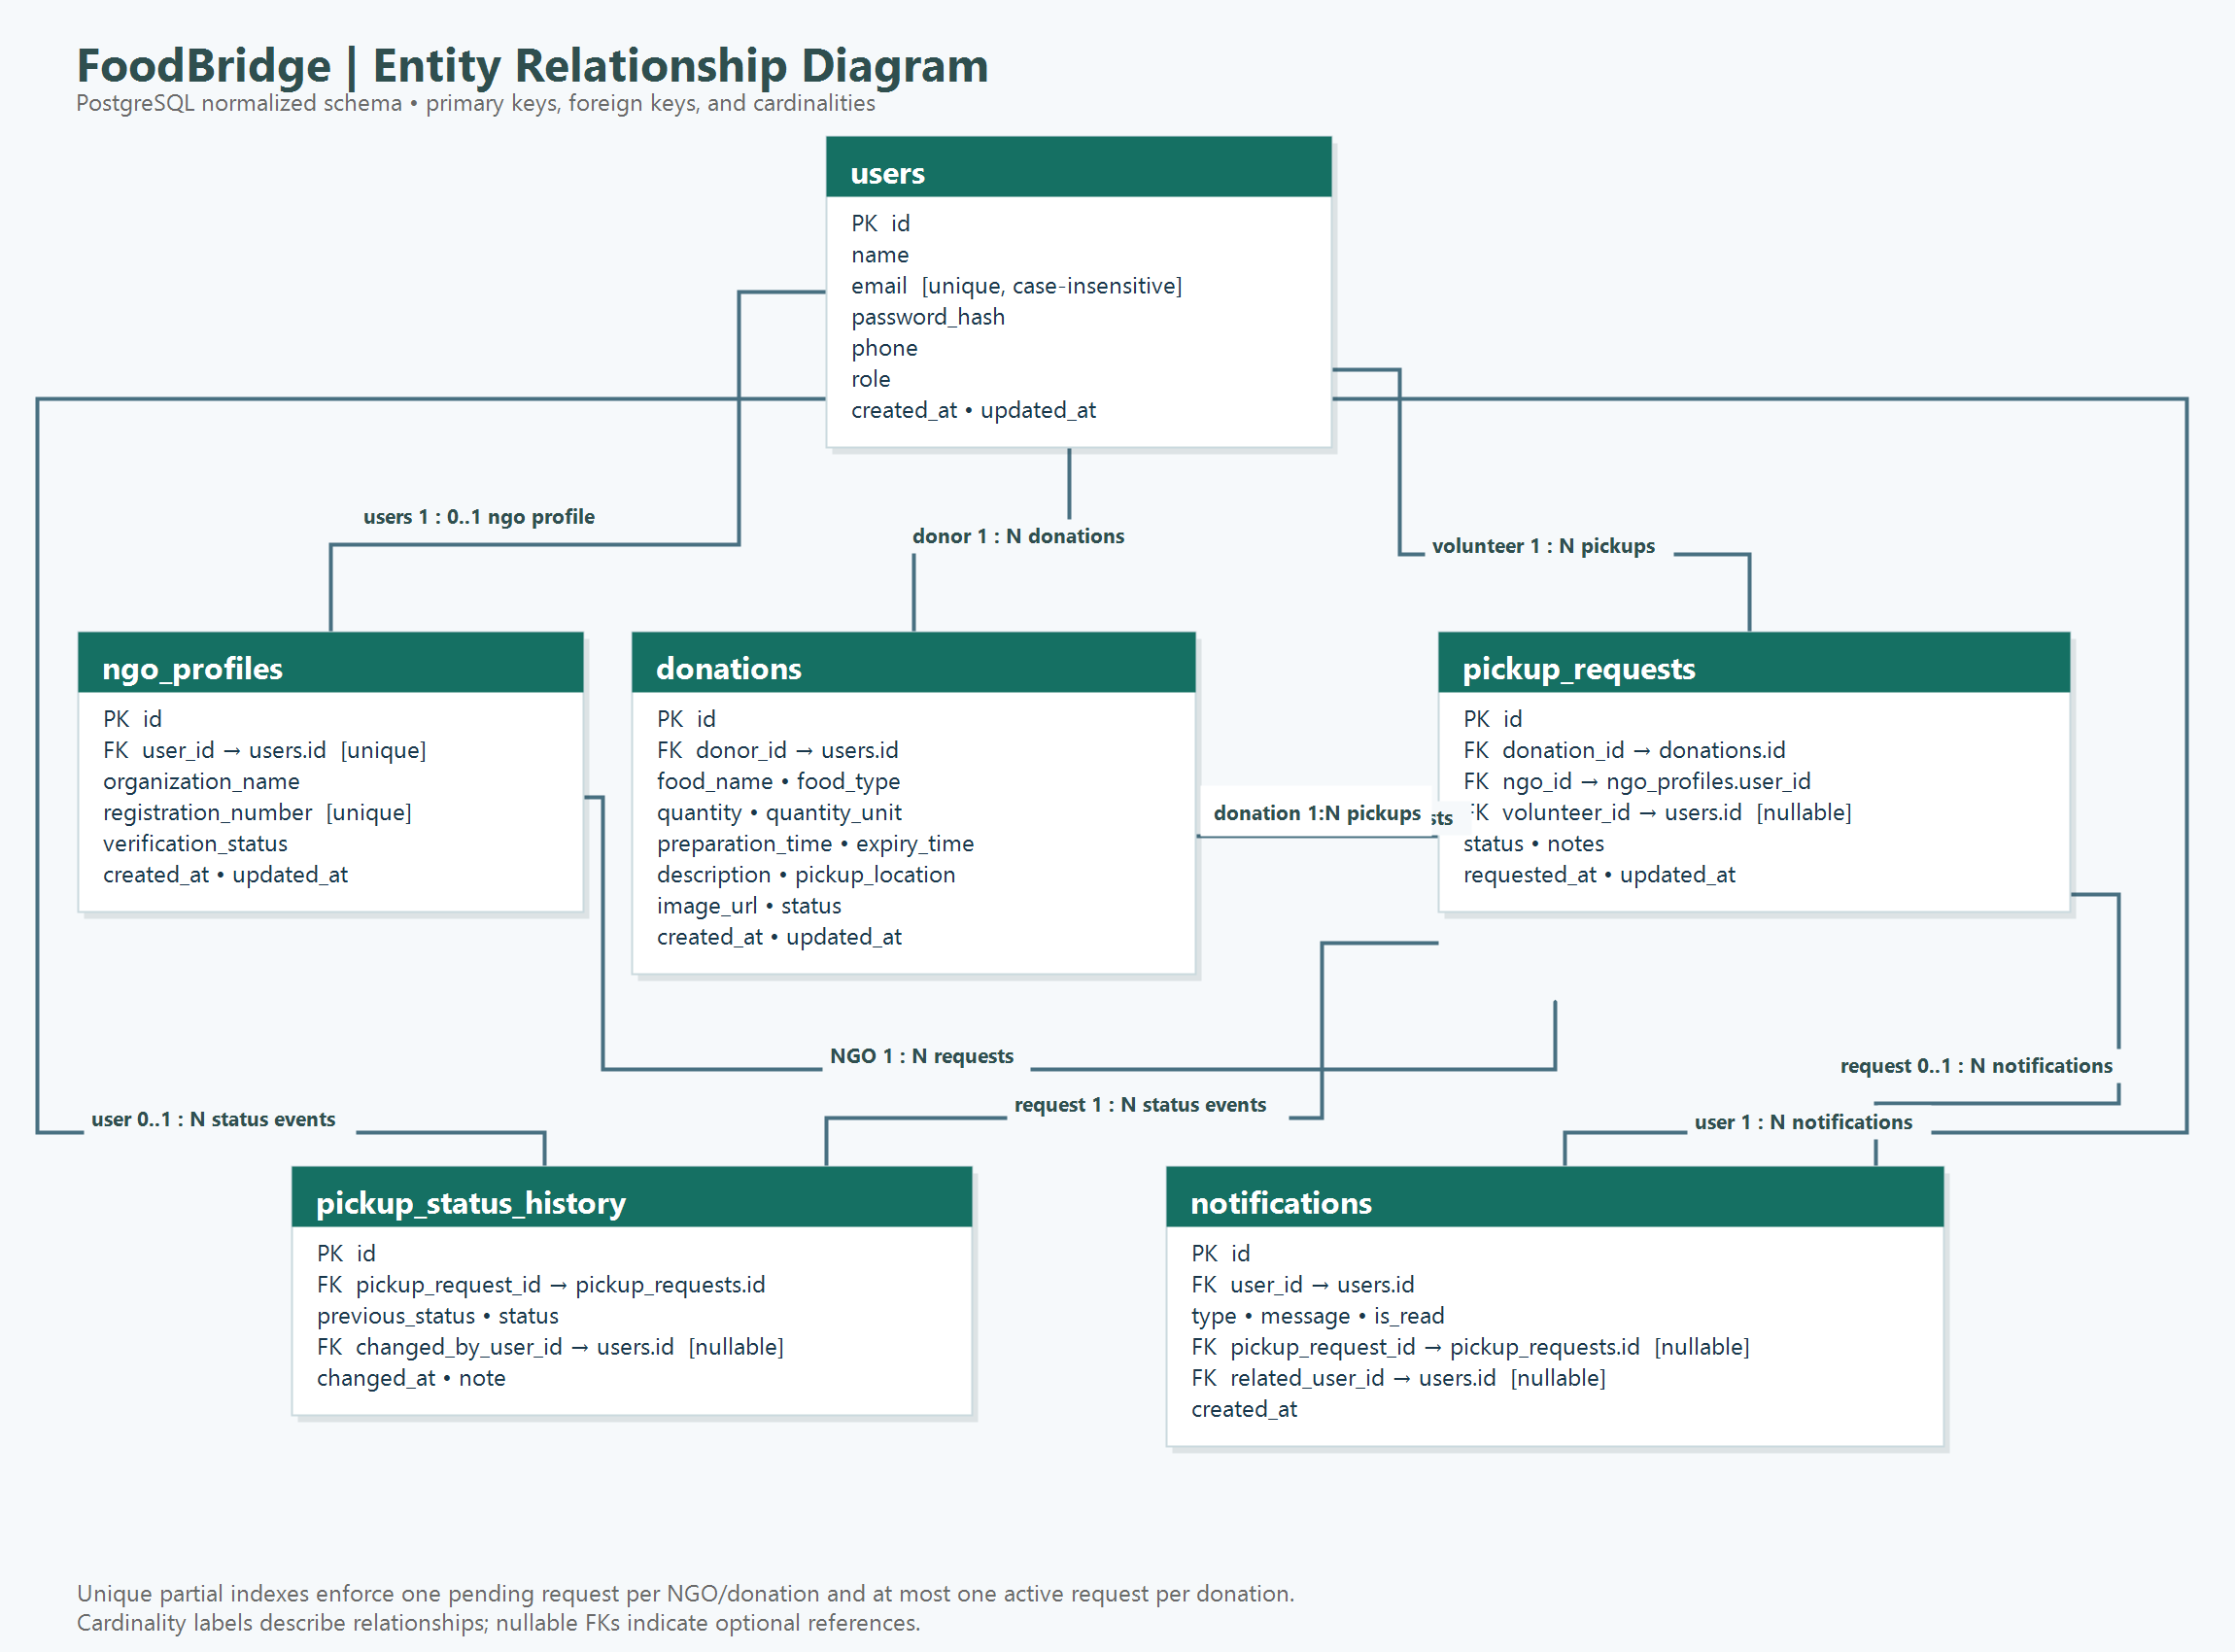 FoodBridge | Entity Relationship Diagram
PostgreSQL normalized schema • primary keys, foreign keys, and cardinalities
users
PK id
name
email [unique, case-insensitive]
password_hash
phone
role
created_at • updated_at
users 1 : 0..1 ngo profile
donor 1 : N donations
volunteer 1 : N pickups
ngo_profiles
PK id
FK user_id → users.id [unique]
organization_name
registration_number [unique]
verification_status
created_at • updated_at
donations
PK id
FK donor_id → users.id
food_name • food_type
quantity • quantity_unit
preparation_time • expiry_time
description • pickup_location
image_url • status
created_at • updated_at
donation 1:N pickups
pickup_requests
PK id
FK donation_id → donations.id
FK ngo_id → ngo_profiles.user_id
FK volunteer_id → users.id [nullable]
status • notes
requested_at • updated_at
NGO 1 : N requests
request 0..1 : N notifications
request 1 : N status events
user 0..1 : N status events
user 1 : N notifications
pickup_status_history
PK id
FK pickup_request_id → pickup_requests.id
previous_status • status
FK changed_by_user_id → users.id [nullable]
changed_at • note
notifications
PK id
FK user_id → users.id
type • message • is_read
FK pickup_request_id → pickup_requests.id [nullable]
FK related_user_id → users.id [nullable]
created_at
Unique partial indexes enforce one pending request per NGO/donation and at most one active request per donation.
Cardinality labels describe relationships; nullable FKs indicate optional references.